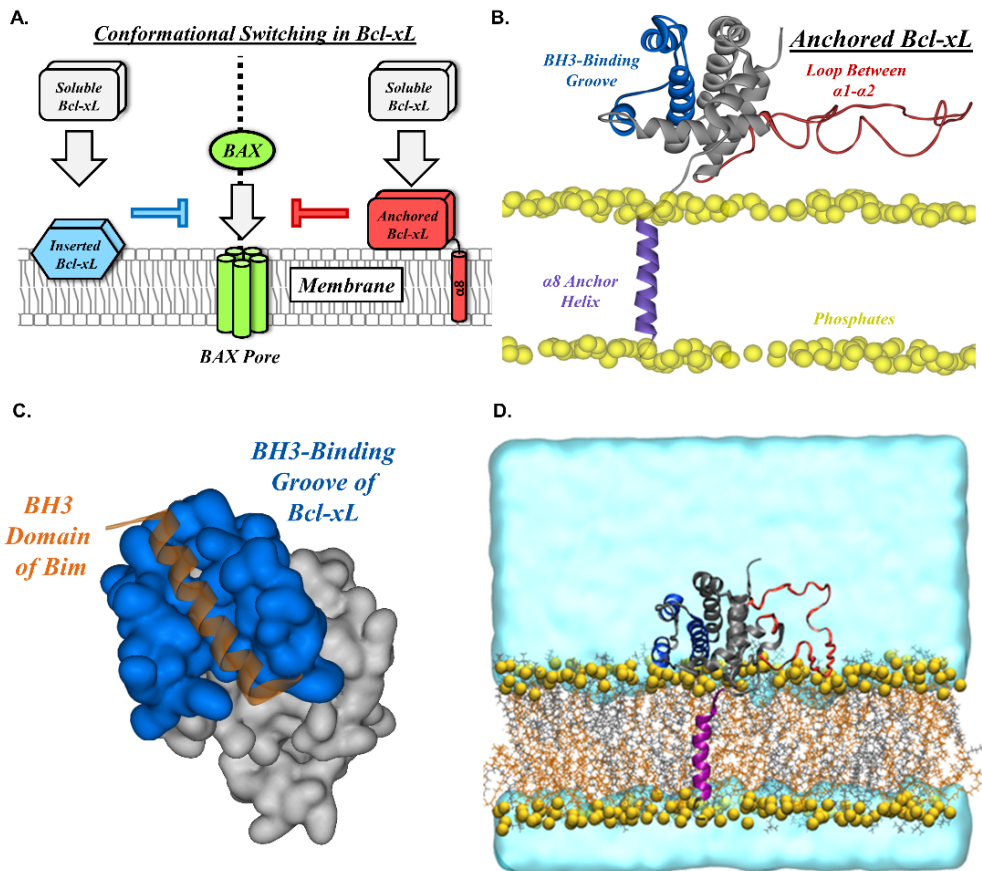 A.
Conformational Switching in Bcl-xL
Soluble
Bcl-xL
Soluble
Bcl-xL
BAX
Inserted
Bcl-xL
Anchored
Bcl-xL
α8
Membrane
BAX Pore
B.
Anchored Bcl-xL
BH3-Binding
Groove
Loop Between
α1-α2
α8 Anchor
Helix
Phosphates
C.
BH3-Binding
Groove of
Bcl-xL
BH3
Domain
of Bim
D.